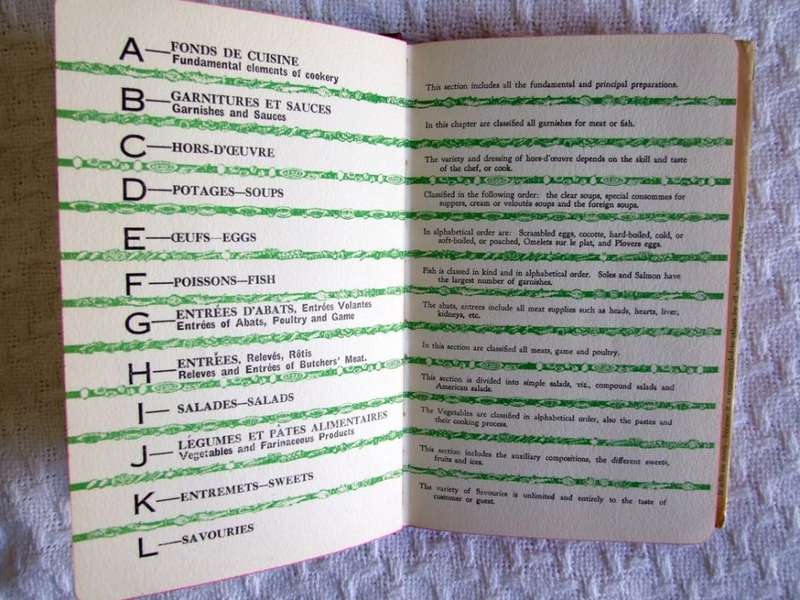 A—FONDS DE CUISINE
Fundamental elements of cookery
B—GARNITURES ET SAUCES
Garnishes and Sauces
C—HORS-D'ŒUVRE
D—POTAGES—SOUPS
E—ŒUFS—EGGS
F—POISSONS—FISH
G—ENTRÉES D'ABATS, Entrées Volantes
Entrées of Abats, Poultry and Game
H—ENTRÉES, Relevés, Rôtis
Releves and Entrées of Butchers' Meat.
I—SALADES—SALADS
J—LÉGUMES ET PÂTES ALIMENTAIRES
Vegetables and Farinaceous Products
K—ENTREMETS—SWEETS
L—SAVOURIES
This section includes all the fundamental and principal preparations.
In this chapter are classified all garnishes for meat or fish.
The variety and dressing of hors-d'œuvre depends on the skill and taste
of the chef, or cook.
Classified in the following order: the clear soups, special consommes for
suppers, cream or veloutés soups and the foreign soups.
In alphabetical order are: Scrambled eggs, cocotte, hard-boiled, cold, or
soft-boiled, or poached, Omelets sur le plat, and Plovers eggs.
Fish is classed in kind and in alphabetical order. Soles and Salmon have
the largest number of garnishes.
The abats, entrees include all meat supplies such as heads, hearts, liver,
kidneys, etc.
In this section are classified all meats, game and poultry.
This section is divided into simple salads, viz., compound salads and
American salads.
The Vegetables are classified in alphabetical order, also the pastes and
their cooking process.
This section includes the auxiliary compositions, the different sweets,
fruits and ices.
The variety of Savouries is unlimited and entirely to the taste of
customer or guest.